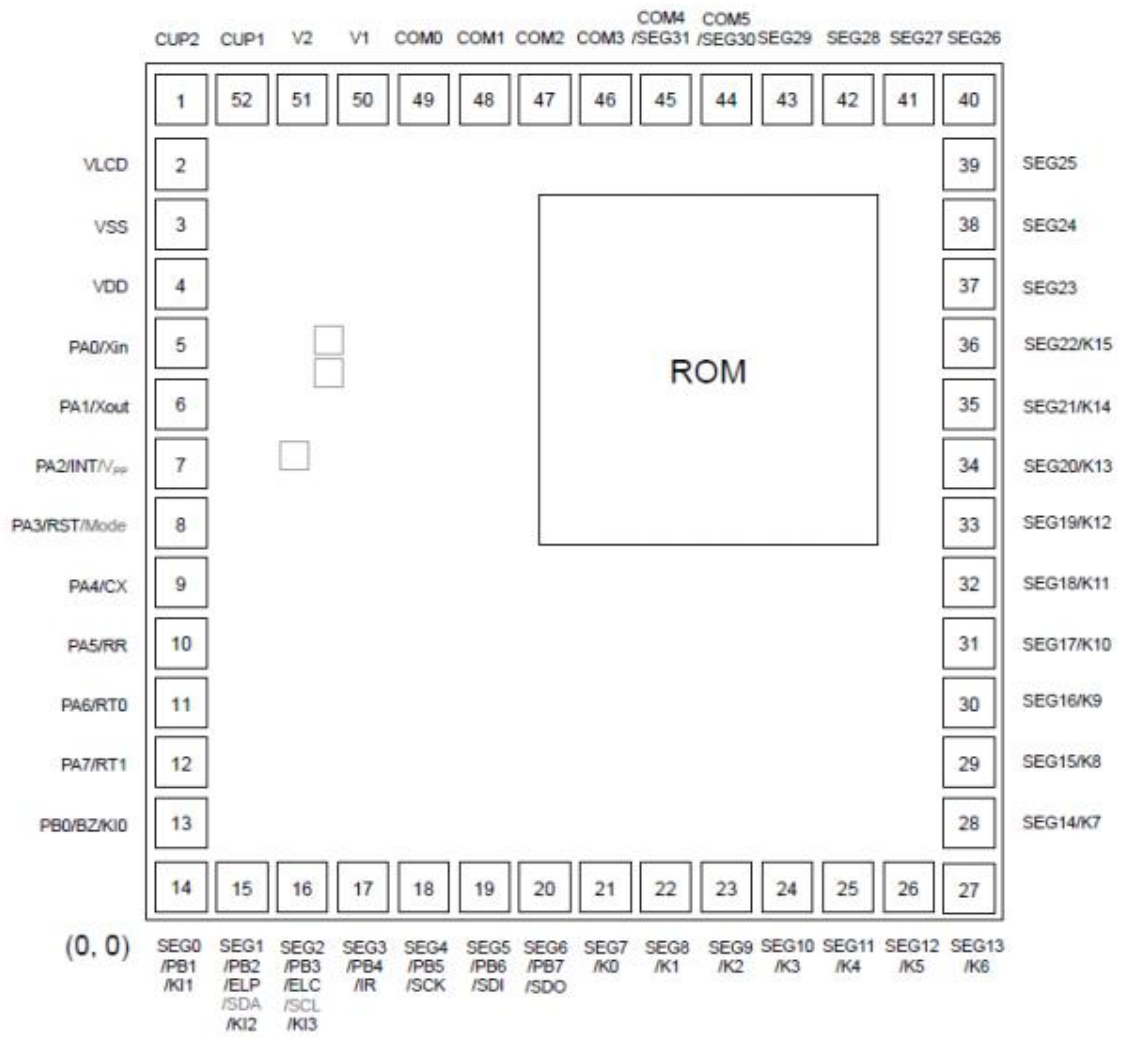 COM4 COM5
CUP2 CUP1 V2 V1 COM0 COM1 COM2 COM3 /SEG31 /SEG30 SEG29 SEG28 SEG27 SEG26
1 52 51 50 49 48 47 46 45 44 43 42 41 40
VLCD 2 39 SEG25
VSS 3 38 SEG24
VDD 4 37 SEG23
PA0/Xin 5 36 SEG22/K15
ROM
PA1/Xout 6 35 SEG21/K14
PA2/INT/VPP 7 34 SEG20/K13
PA3/RST/Mode 8 33 SEG19/K12
PA4/CX 9 32 SEG18/K11
PA5/RR 10 31 SEG17/K10
PA6/RT0 11 30 SEG16/K9
PA7/RT1 12 29 SEG15/K8
PB0/BZ/KI0 13 28 SEG14/K7
14 15 16 17 18 19 20 21 22 23 24 25 26 27
(0, 0) SEG0 SEG1 SEG2 SEG3 SEG4 SEG5 SEG6 SEG7 SEG8 SEG9 SEG10 SEG11 SEG12 SEG13
/PB1 /PB2 /PB3 /PB4 /PB5 /PB6 /PB7 /K0 /K1 /K2 /K3 /K4 /K5 /K6
/KI1 /ELP /ELC /IR /SCK /SDI /SDO
/SDA /SCL
/KI2 /KI3